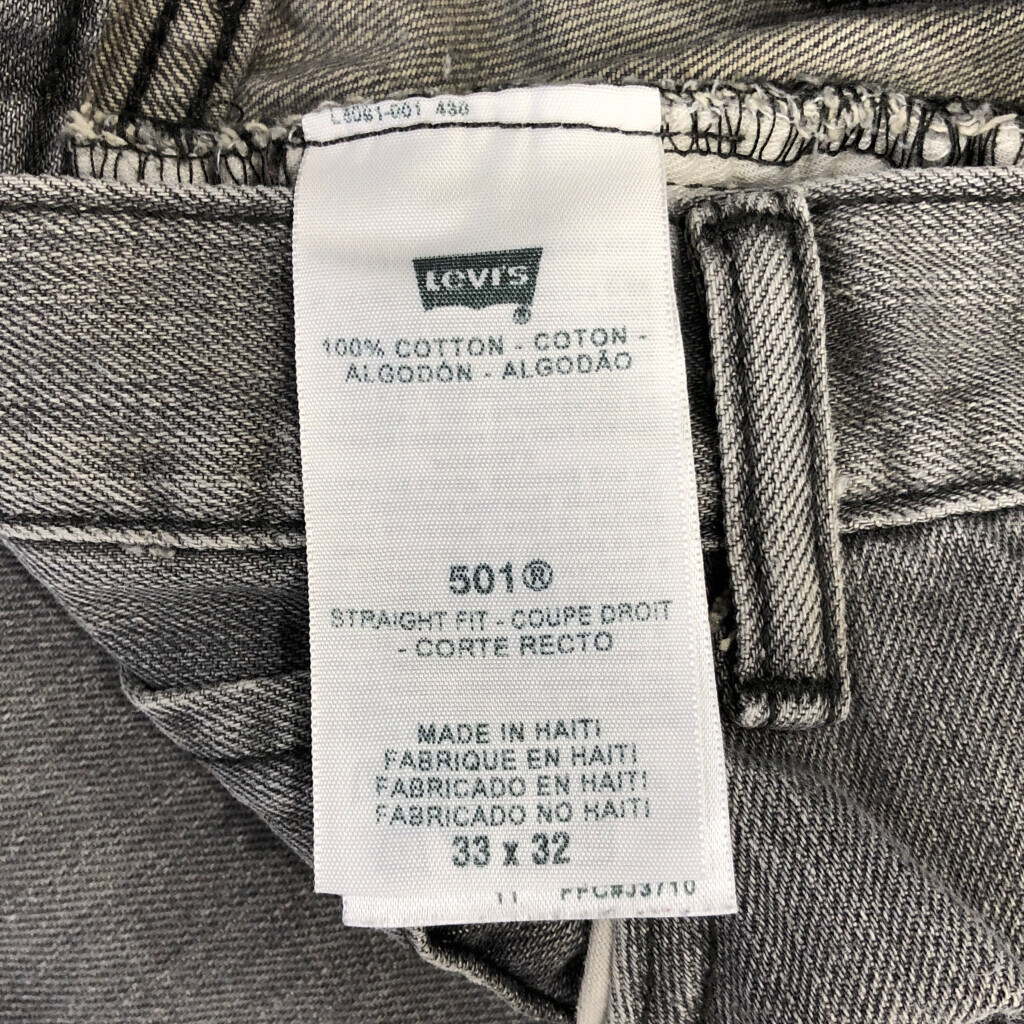 Levi's®
100% COTTON - COTON -
ALGODÓN - ALGODÃO
501®
STRAIGHT FIT - COUPE DROIT
- CORTE RECTO
MADE IN HAITI
FABRIQUE EN HAITI
FABRICADO EN HAITI
FABRICADO NO HAITI
33 x 32